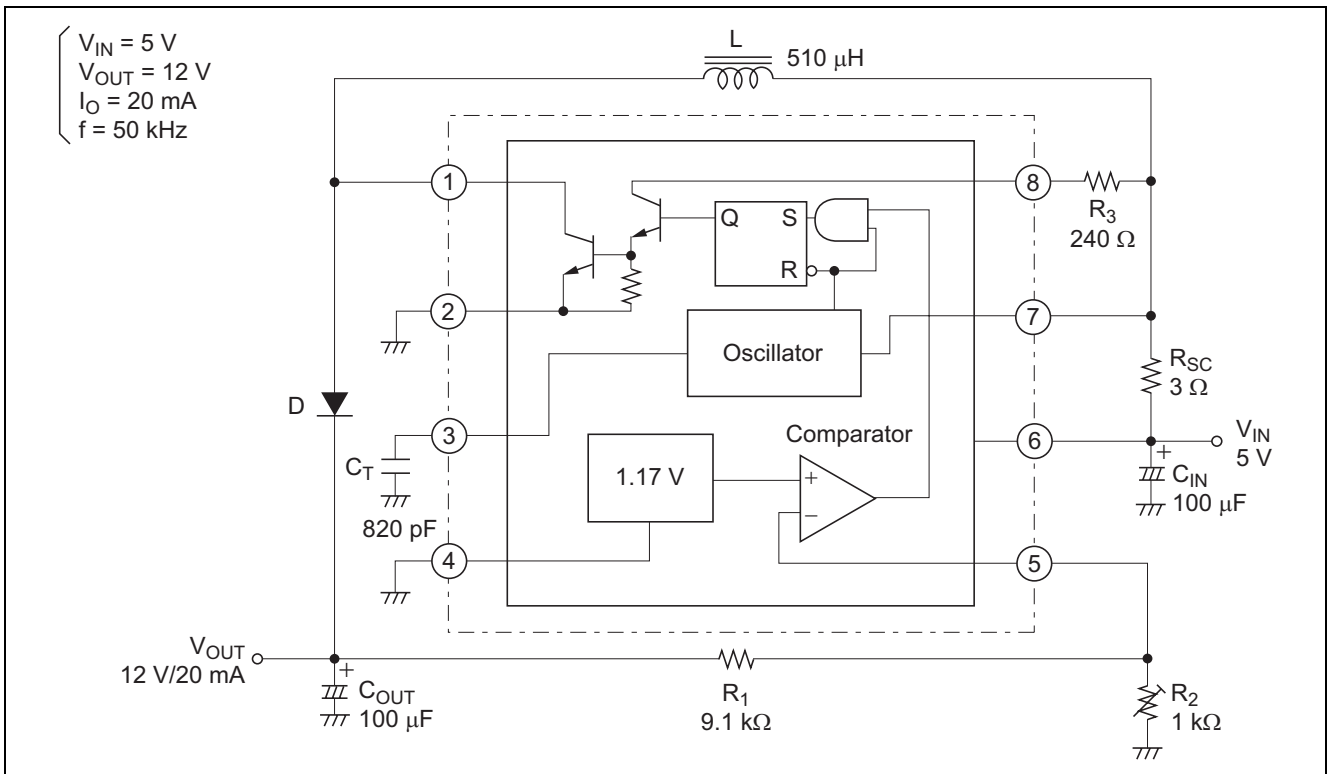 V_IN = 5 V
V_OUT = 12 V
I_O = 20 mA
f = 50 kHz
L
510 μH
1
8
R_3
240 Ω
Q
S
R
2
7
Oscillator
R_SC
3 Ω
D
3
Comparator
6
V_IN
5 V
C_T
820 pF
1.17 V
+
−
+
C_IN
100 μF
4
5
V_OUT
12 V/20 mA
+
C_OUT
100 μF
R_1
9.1 kΩ
R_2
1 kΩ